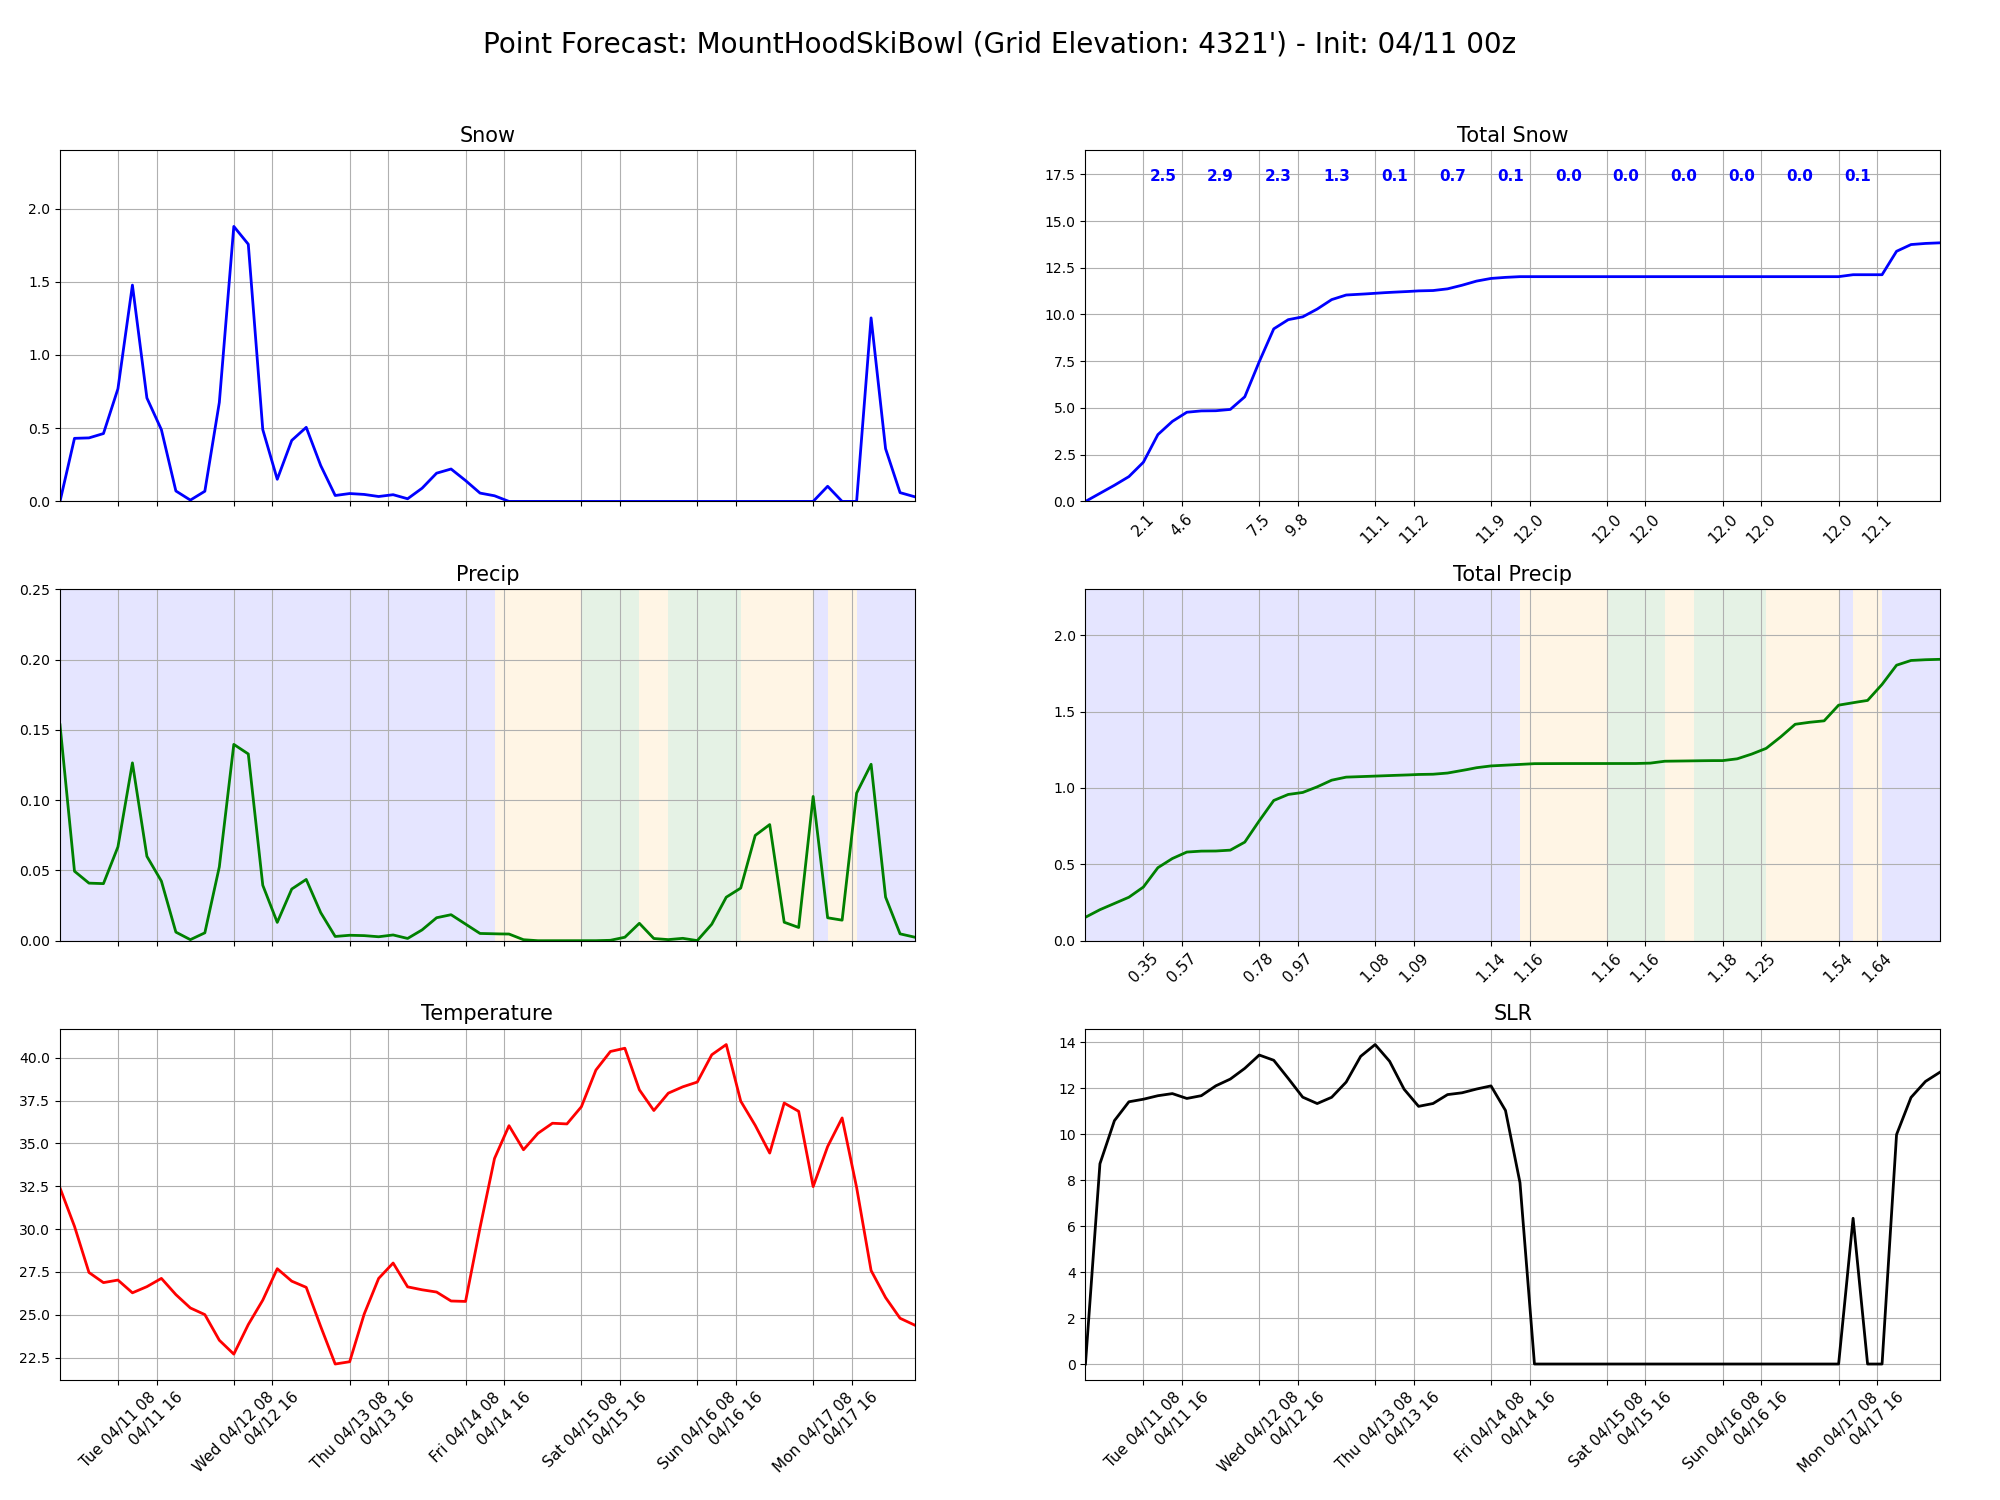 Point Forecast: MountHoodSkiBowl (Grid Elevation: 4321') - Init: 04/11 00z
Snow
2.0
1.5
1.0
0.5
0.0
Total Snow
2.5 2.9 2.3 1.3 0.1 0.7 0.1 0.0 0.0 0.0 0.0 0.0 0.1
17.5
15.0
12.5
10.0
7.5
5.0
2.5
0.0
2.1 4.6 7.5 9.8 11.1 11.2 11.9 12.0 12.0 12.0 12.0 12.0 12.0 12.1
Precip
0.25
0.20
0.15
0.10
0.05
0.00
Total Precip
2.0
1.5
1.0
0.5
0.0
0.35 0.57 0.78 0.97 1.08 1.09 1.14 1.16 1.16 1.16 1.18 1.25 1.54 1.64
Temperature
40.0
37.5
35.0
32.5
30.0
27.5
25.0
22.5
Tue 04/11 08
04/11 16
Wed 04/12 08
04/12 16
Thu 04/13 08
04/13 16
Fri 04/14 08
04/14 16
Sat 04/15 08
04/15 16
Sun 04/16 08
04/16 16
Mon 04/17 08
04/17 16
SLR
14
12
10
8
6
4
2
0
Tue 04/11 08
04/11 16
Wed 04/12 08
04/12 16
Thu 04/13 08
04/13 16
Fri 04/14 08
04/14 16
Sat 04/15 08
04/15 16
Sun 04/16 08
04/16 16
Mon 04/17 08
04/17 16